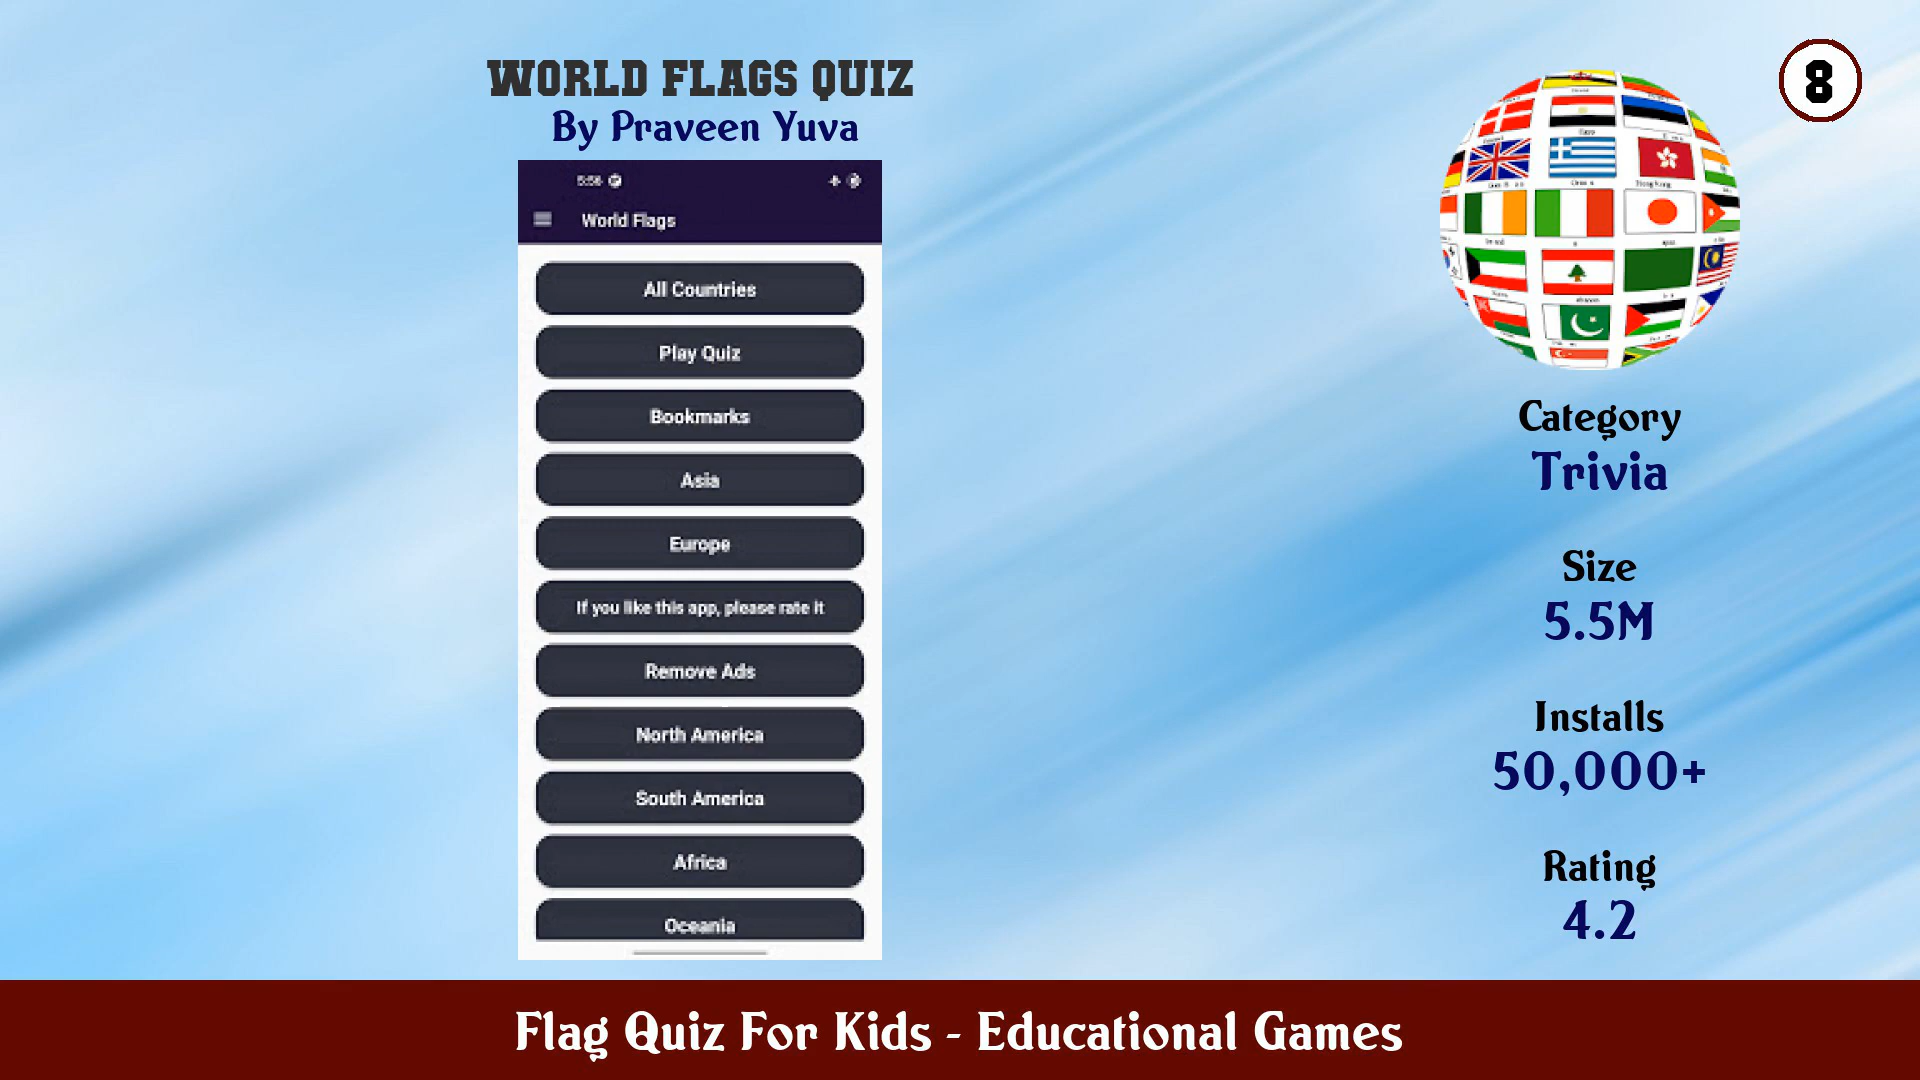 WORLD FLAGS QUIZ
By Praveen Yuva
8
5:56
World Flags
All Countries
Play Quiz
Bookmarks
Asia
Europe
If you like this app, please rate it
Remove Ads
North America
South America
Africa
Oceania
Category
Trivia
Size
5.5M
Installs
50,000+
Rating
4.2
Flag Quiz For Kids - Educational Games